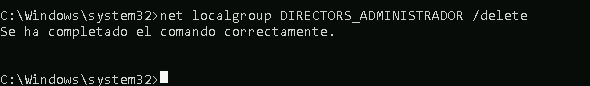 C:\Windows\system32>net localgroup DIRECTORS_ADMINISTRADOR /delete
Se ha completado el comando correctamente.
C:\Windows\system32>